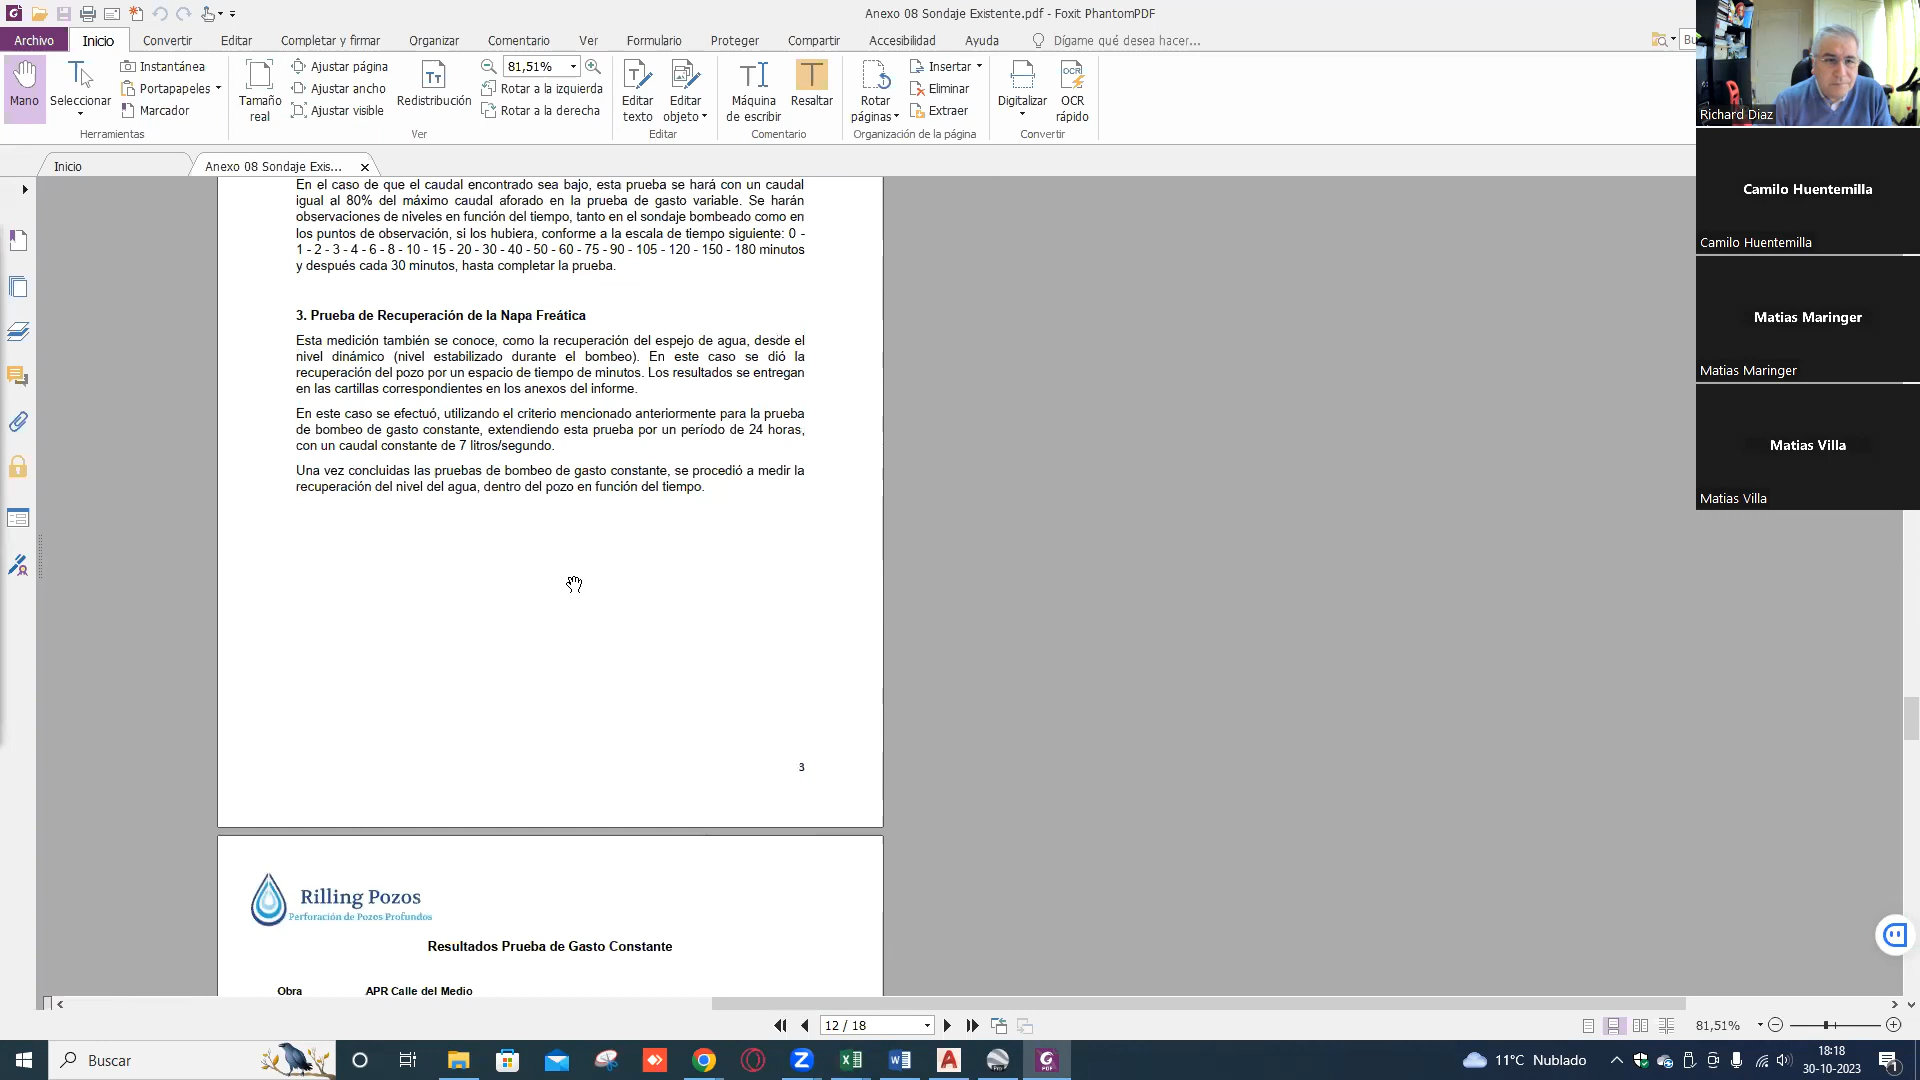 Anexo 08 Sondaje Existente.pdf - Foxit PhantomPDF
Archivo
Inicio
Convertir
Editar
Completar y firmar
Organizar
Comentario
Ver
Formulario
Proteger
Compartir
Accesibilidad
Ayuda
Dígame qué desea hacer...
Bu
Mano
Seleccionar
Instantánea
Portapapeles
Marcador
Herramientas
Tamaño real
Ajustar página
Ajustar ancho
Ajustar visible
Redistribución
81,51%
Rotar a la izquierda
Rotar a la derecha
Ver
Editar texto
Editar objeto
Editar
Máquina de escribir
Resaltar
Comentario
Rotar páginas
Insertar
Eliminar
Extraer
Organización de la página
Digitalizar
OCR rápido
Convertir
Inicio
Anexo 08 Sondaje Exis...
En el caso de que el caudal encontrado sea bajo, esta prueba se hará con un caudal
igual al 80% del máximo caudal aforado en la prueba de gasto variable. Se harán
observaciones de niveles en función del tiempo, tanto en el sondaje bombeado como en
los puntos de observación, si los hubiera, conforme a la escala de tiempo siguiente: 0 -
1 - 2 - 3 - 4 - 6 - 8 - 10 - 15 - 20 - 30 - 40 - 50 - 60 - 75 - 90 - 105 - 120 - 150 - 180 minutos
y después cada 30 minutos, hasta completar la prueba.
3. Prueba de Recuperación de la Napa Freática
Esta medición también se conoce, como la recuperación del espejo de agua, desde el
nivel dinámico (nivel estabilizado durante el bombeo). En este caso se dió la
recuperación del pozo por un espacio de tiempo de minutos. Los resultados se entregan
en las cartillas correspondientes en los anexos del informe.
En este caso se efectuó, utilizando el criterio mencionado anteriormente para la prueba
de bombeo de gasto constante, extendiendo esta prueba por un período de 24 horas,
con un caudal constante de 7 litros/segundo.
Una vez concluidas las pruebas de bombeo de gasto constante, se procedió a medir la
recuperación del nivel del agua, dentro del pozo en función del tiempo.
3
Rilling Pozos
Perforación de Pozos Profundos
Resultados Prueba de Gasto Constante
Obra APR Calle del Medio
Richard Diaz
Camilo Huentemilla
Camilo Huentemilla
Matias Maringer
Matias Maringer
Matias Villa
Matias Villa
12 / 18
81,51%
Buscar
11°C Nublado
18:18
30-10-2023
1